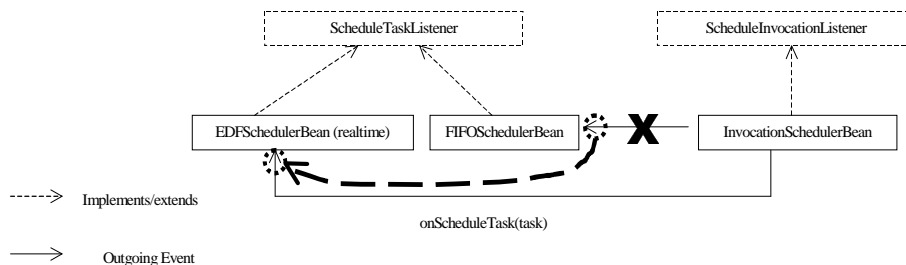 ScheduleTaskListener
ScheduleInvocationListener
EDFSchedulerBean (realtime)
FIFOSchedulerBean
X
InvocationSchedulerBean
Implements/extends
onScheduleTask(task)
Outgoing Event